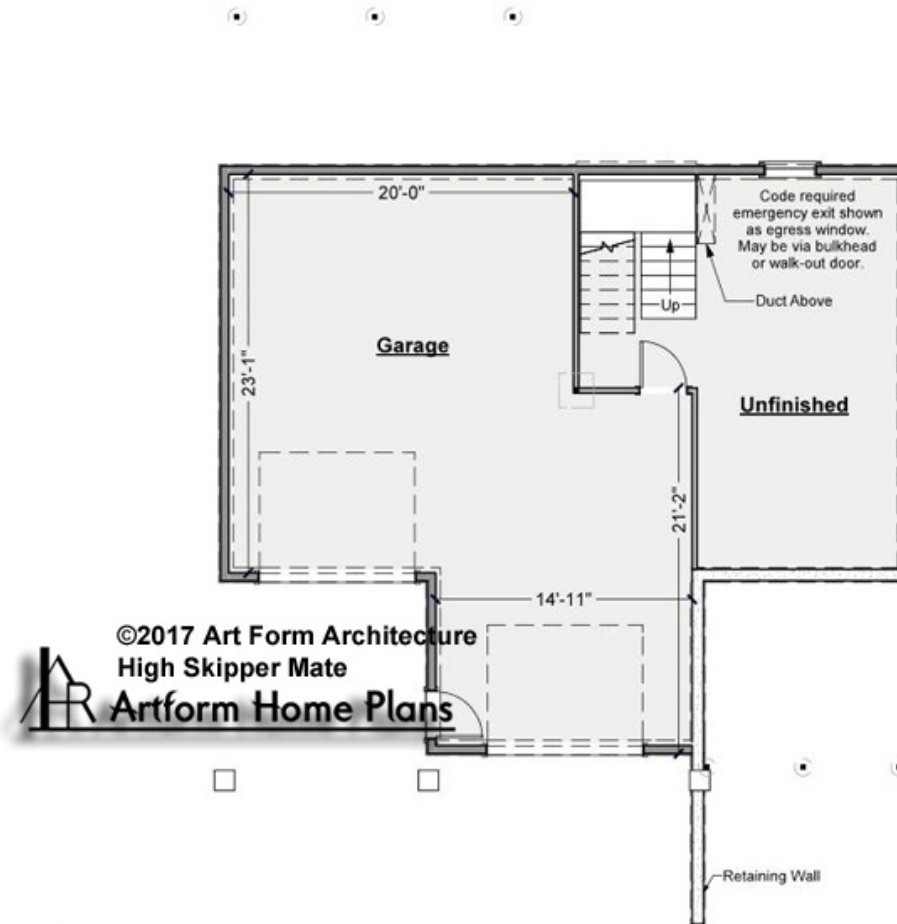 20'-0"
Code required
emergency exit shown
as egress window.
May be via bulkhead
or walk-out door.
Up
Duct Above
Garage
23'-1"
Unfinished
21'-2"
14'-11"
©2017 Art Form Architecture
High Skipper Mate
Artform Home Plans
Retaining Wall